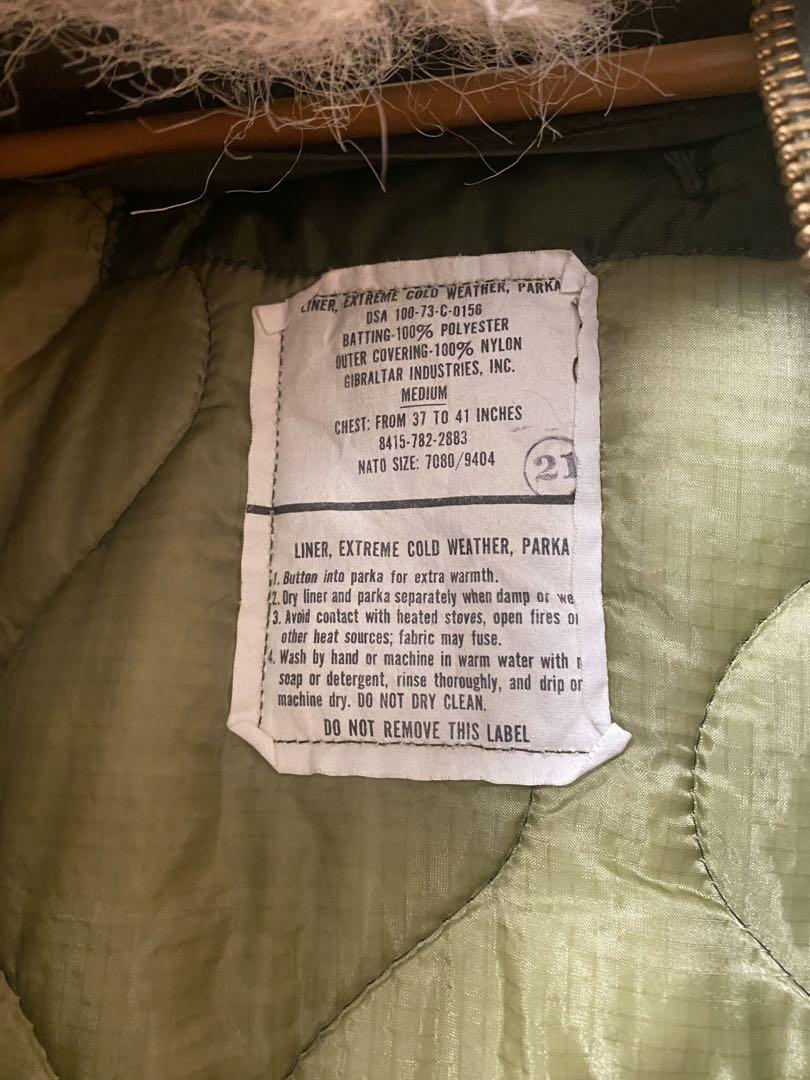 LINER, EXTREME COLD WEATHER, PARKA
DSA 100-73-C-0156
BATTING-100% POLYESTER
OUTER COVERING-100% NYLON
GIBRALTAR INDUSTRIES, INC.
MEDIUM
CHEST: FROM 37 TO 41 INCHES
8415-782-2883
NATO SIZE: 7080/9404
21
LINER, EXTREME COLD WEATHER, PARKA
1. Button into parka for extra warmth.
2. Dry liner and parka separately when damp or we
3. Avoid contact with heated stoves, open fires or
other heat sources; fabric may fuse.
4. Wash by hand or machine in warm water with
soap or detergent, rinse thoroughly, and drip or
machine dry. DO NOT DRY CLEAN.
DO NOT REMOVE THIS LABEL